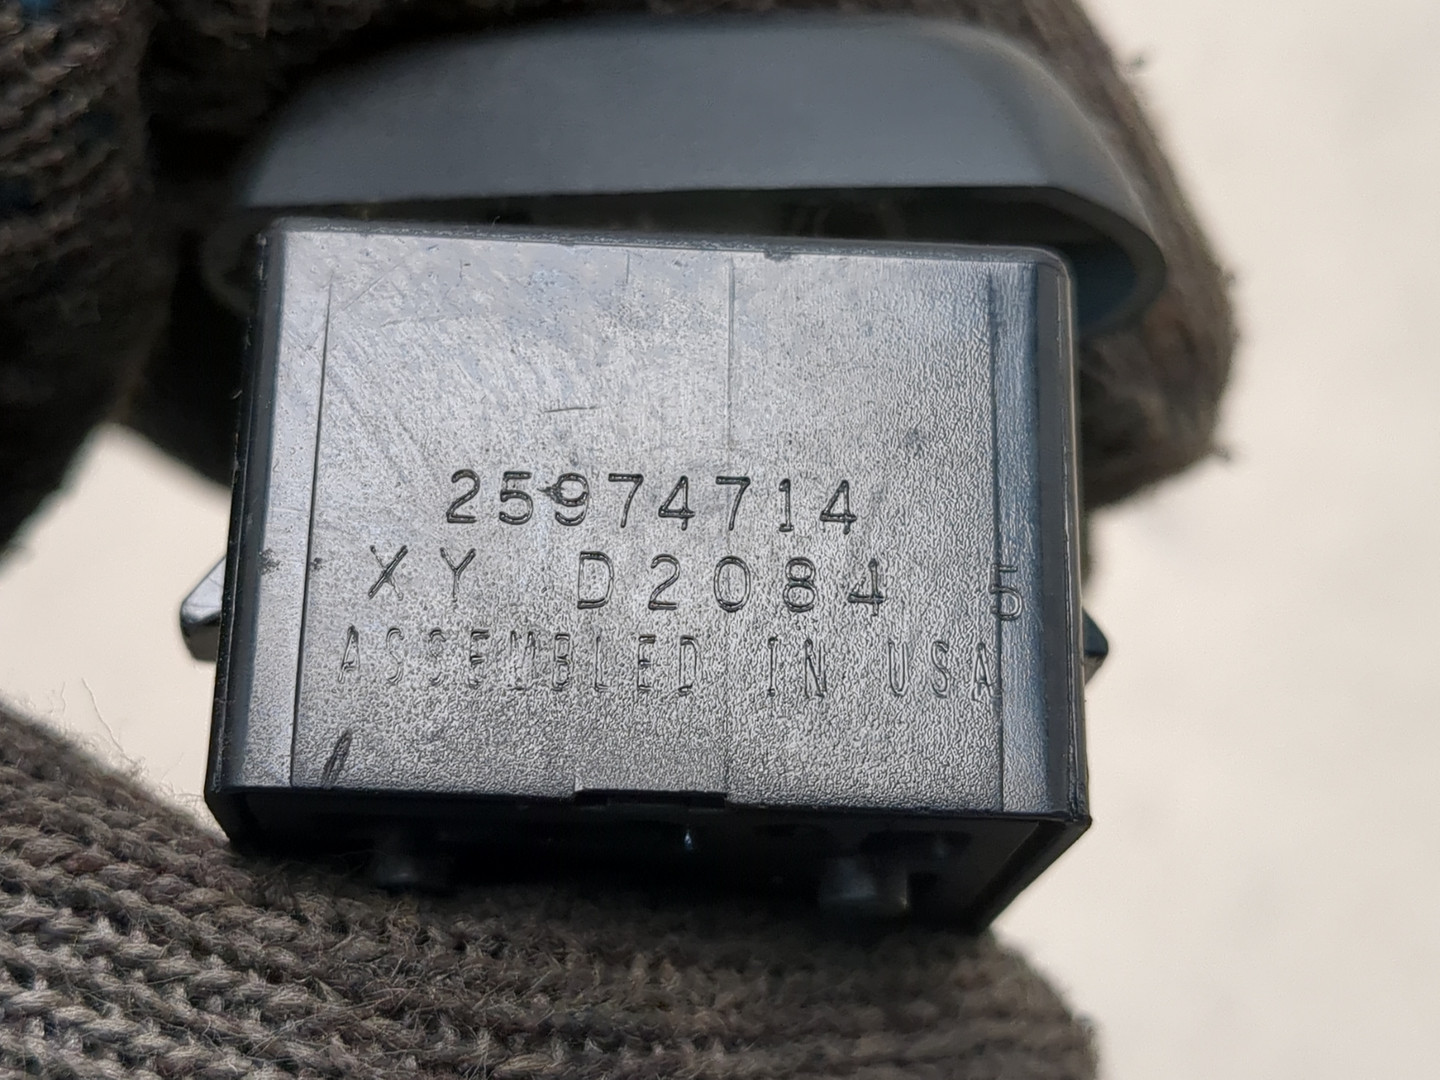 25974714
XY D2084 5
ASSEMBLED IN USA